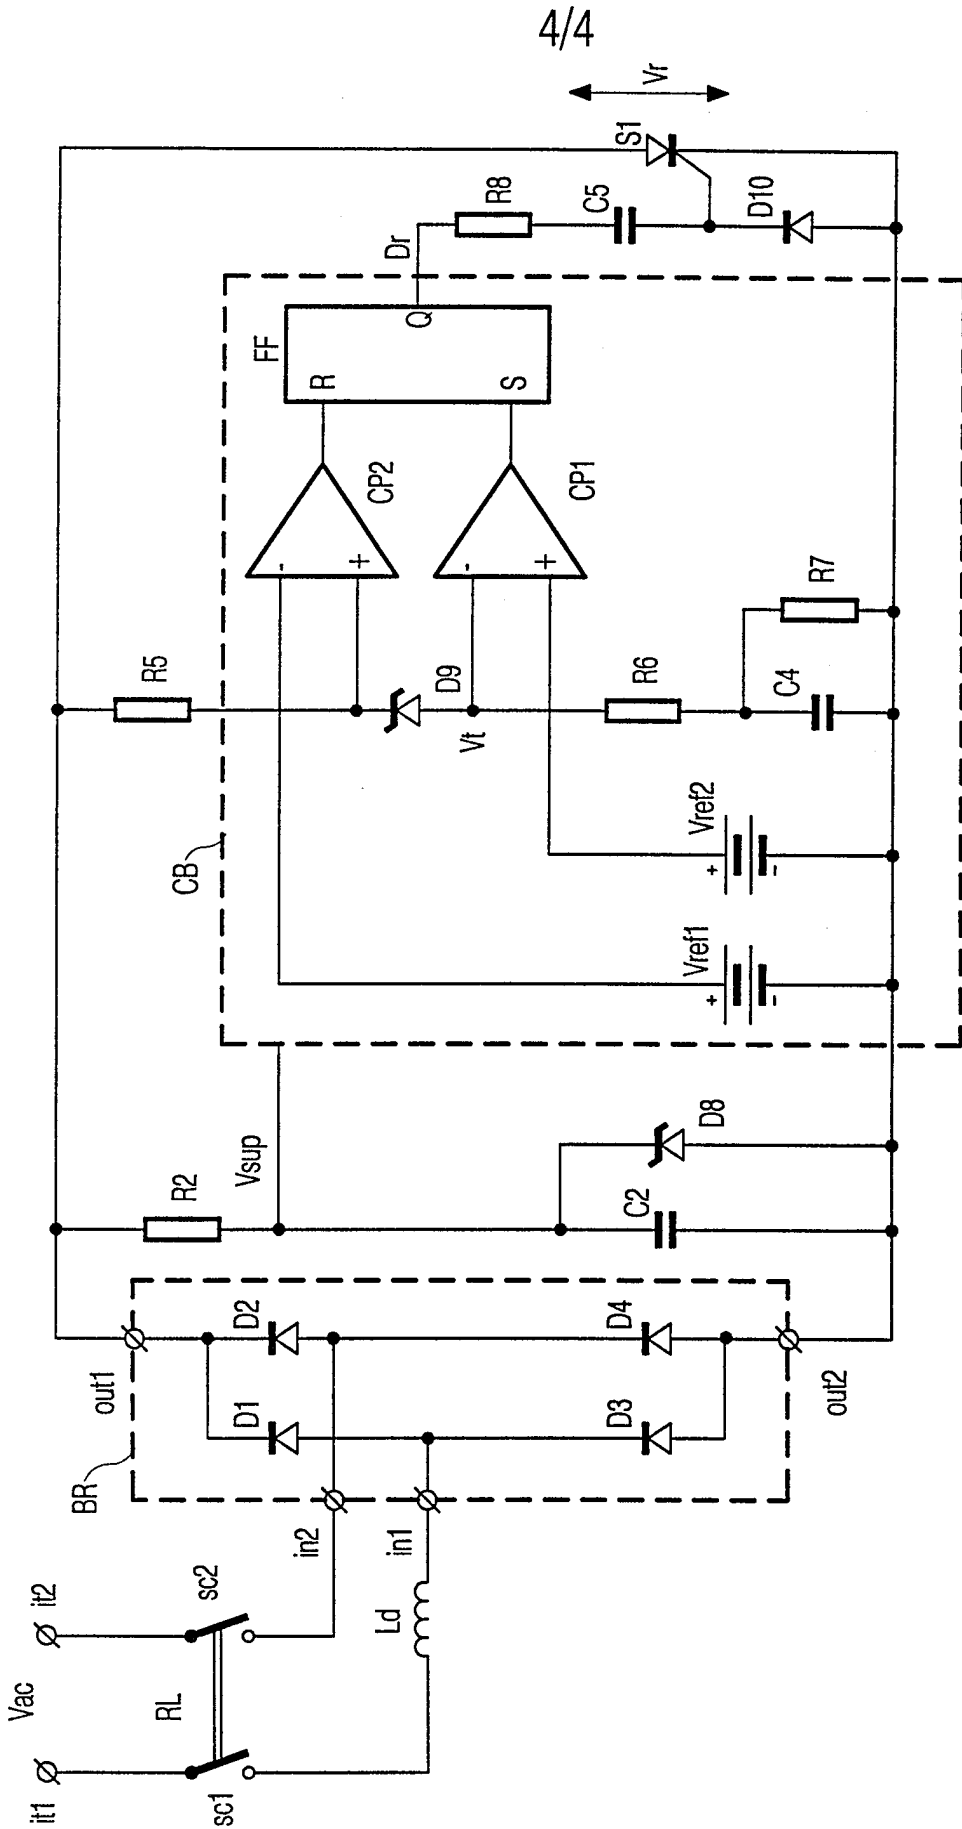 4/4
Vr
S1
R8
C5
D10
Dr
FF
Q
R
S
CP2
CP1
-
+
-
+
R7
R5
D9
R6
C4
Vt
CB
Vref2
+
-
Vref1
+
-
Vsup
R2
D8
C2
out1
D2
D4
out2
D1
D3
BR
in2
in1
sc2
it2
Ld
Vac
RL
it1
sc1